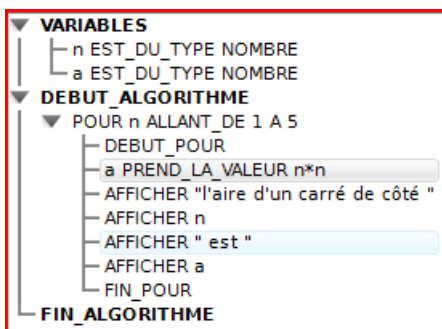 VARIABLES
n EST_DU_TYPE NOMBRE
a EST_DU_TYPE NOMBRE
DEBUT_ALGORITHME
POUR n ALLANT_DE 1 A 5
DEBUT_POUR
a PREND_LA_VALEUR n*n
AFFICHER "l'aire d'un carré de côté "
AFFICHER n
AFFICHER " est "
AFFICHER a
FIN_POUR
FIN_ALGORITHME